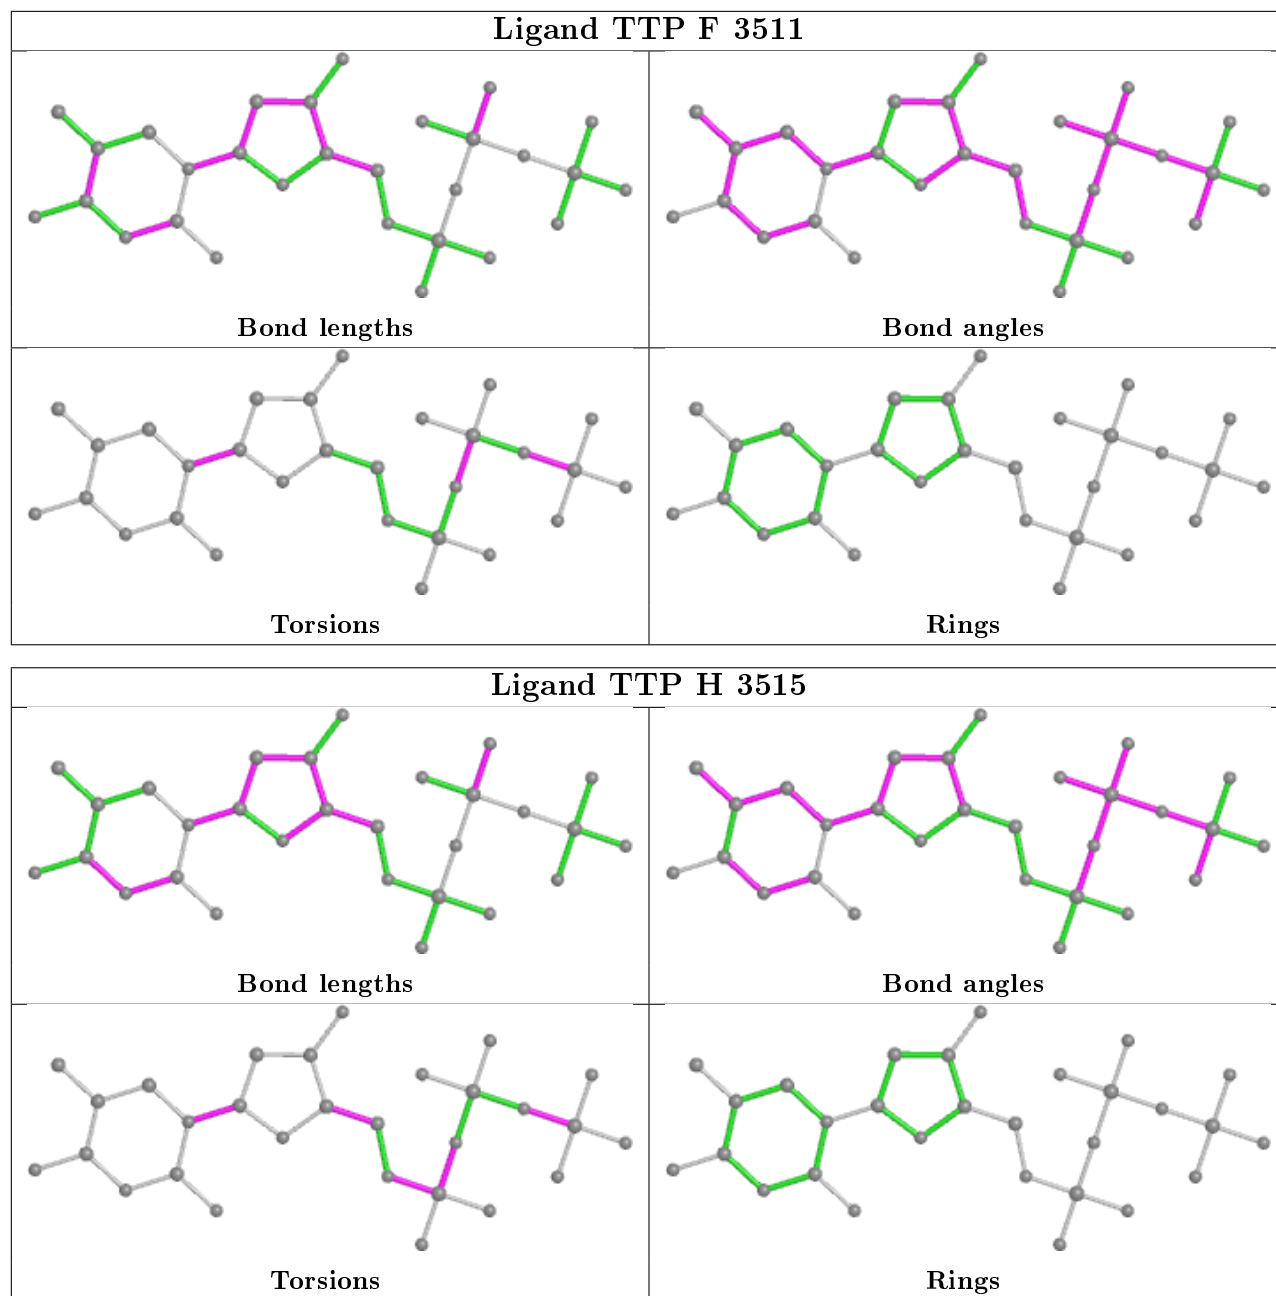 Ligand TTP F 3511
Bond lengths
Bond angles
Torsions
Rings
Ligand TTP H 3515
Bond lengths
Bond angles
Torsions
Rings